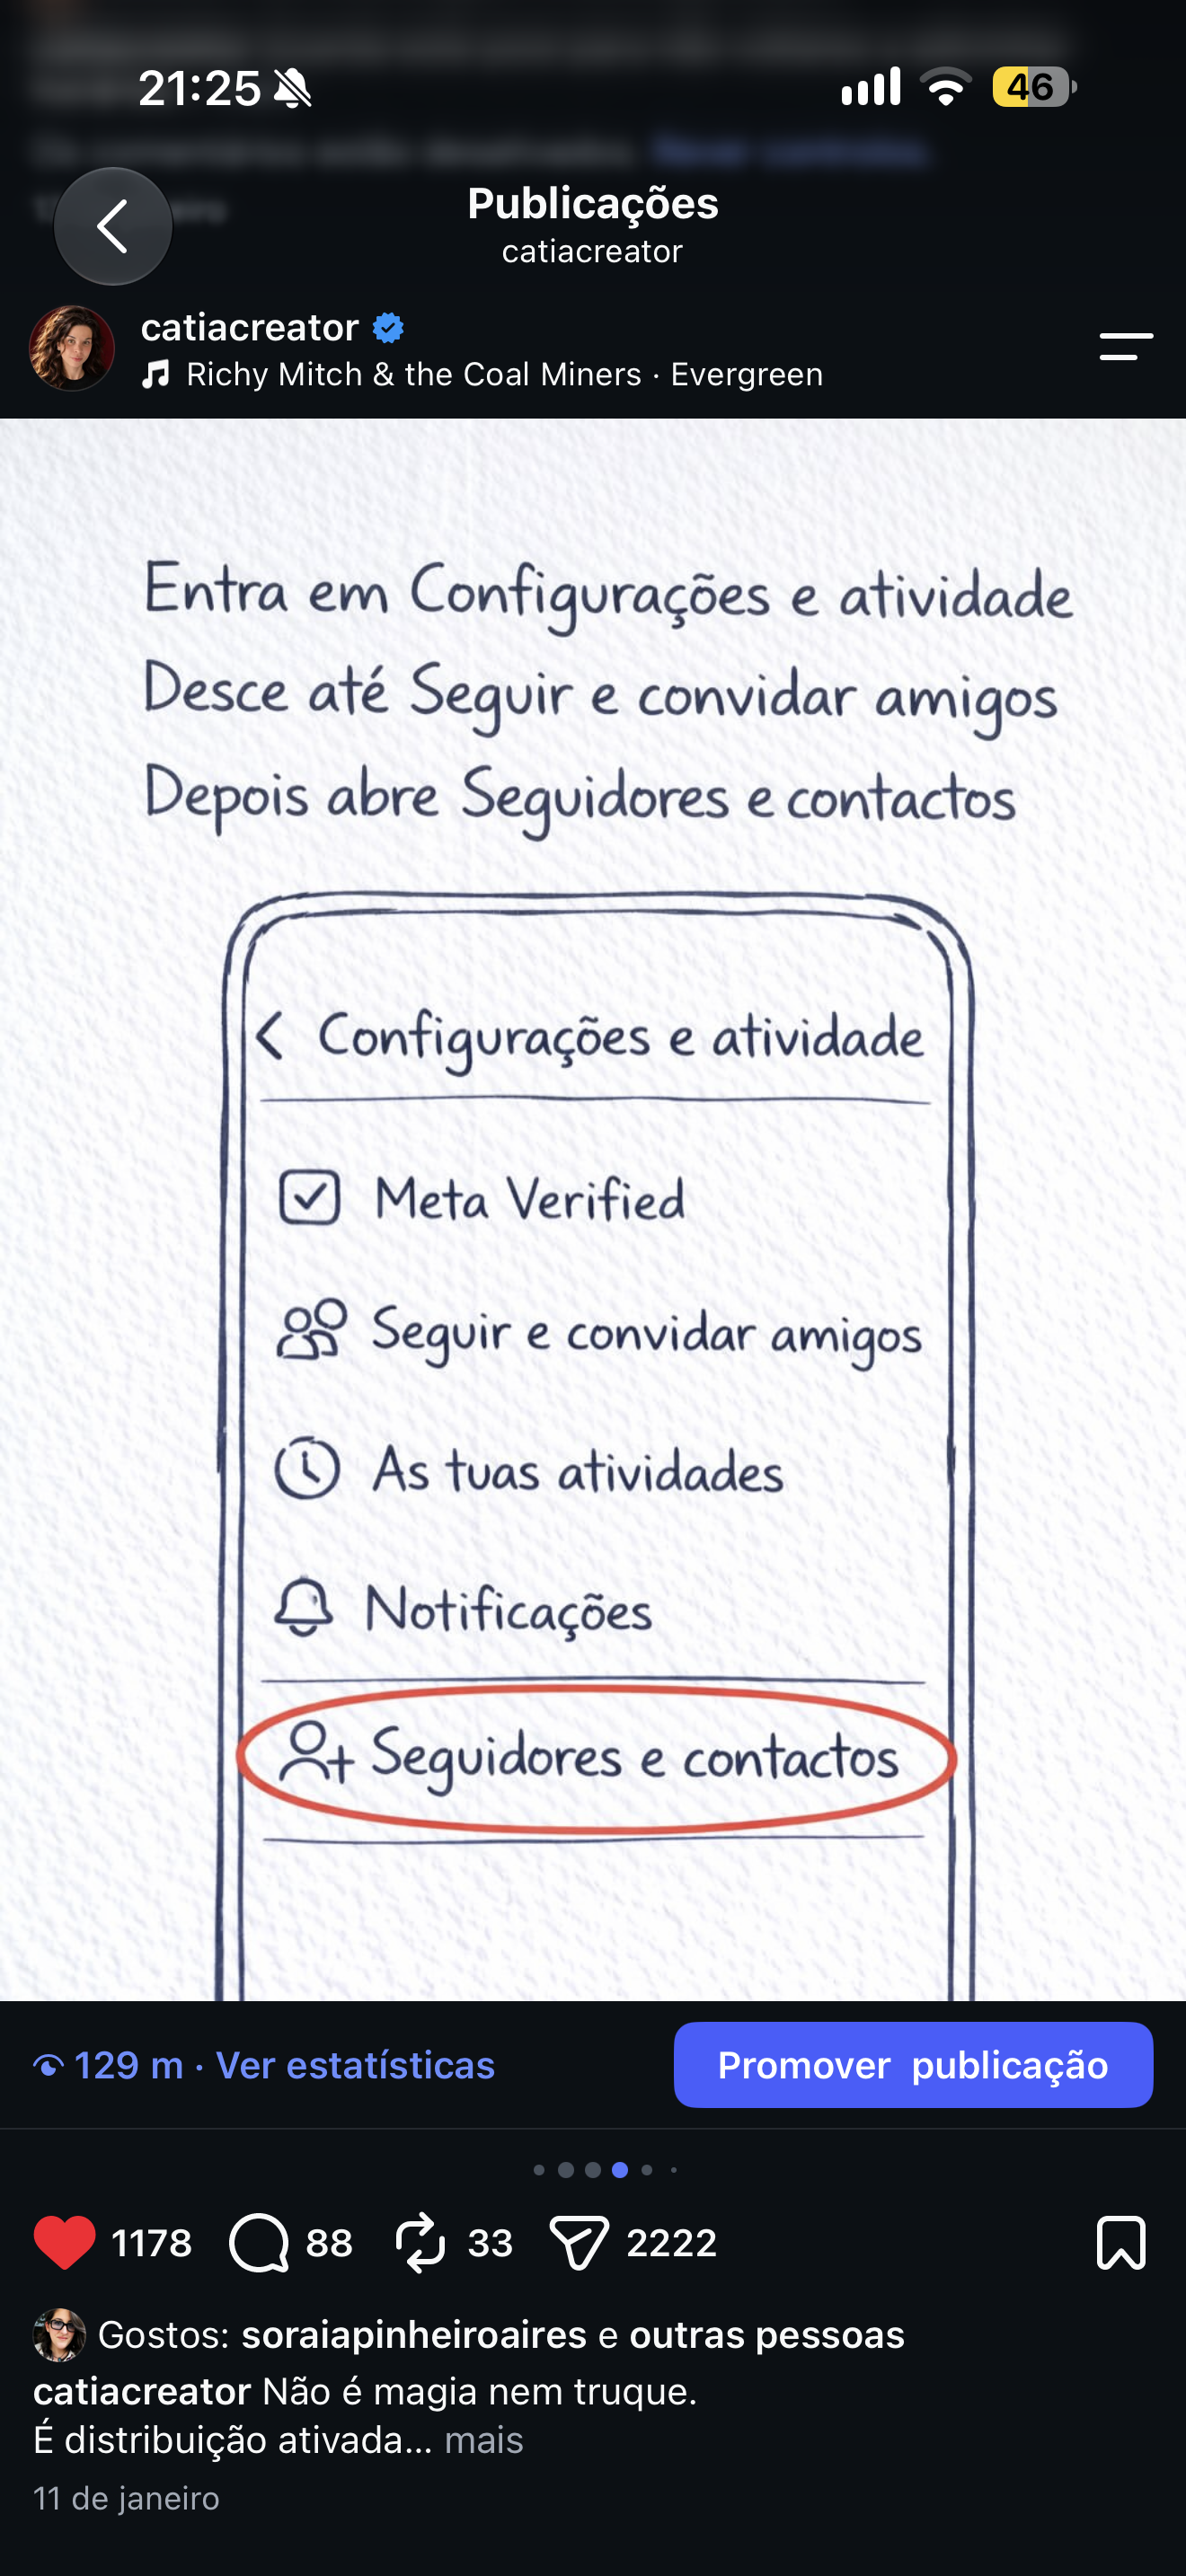 21:25
46
Publicações
catiacreator
catiacreator
Richy Mitch & the Coal Miners · Evergreen
Entra em Configurações e atividade
Desce até Seguir e convidar amigos
Depois abre Seguidores e contactos
Configurações e atividade
Meta Verified
Seguir e convidar amigos
As tuas atividades
Notificações
Seguidores e contactos
129 m · Ver estatísticas
Promover publicação
1178 88 33 2222
Gostos: soraiapinheiroaires e outras pessoas
catiacreator Não é magia nem truque.
É distribuição ativada... mais
11 de janeiro